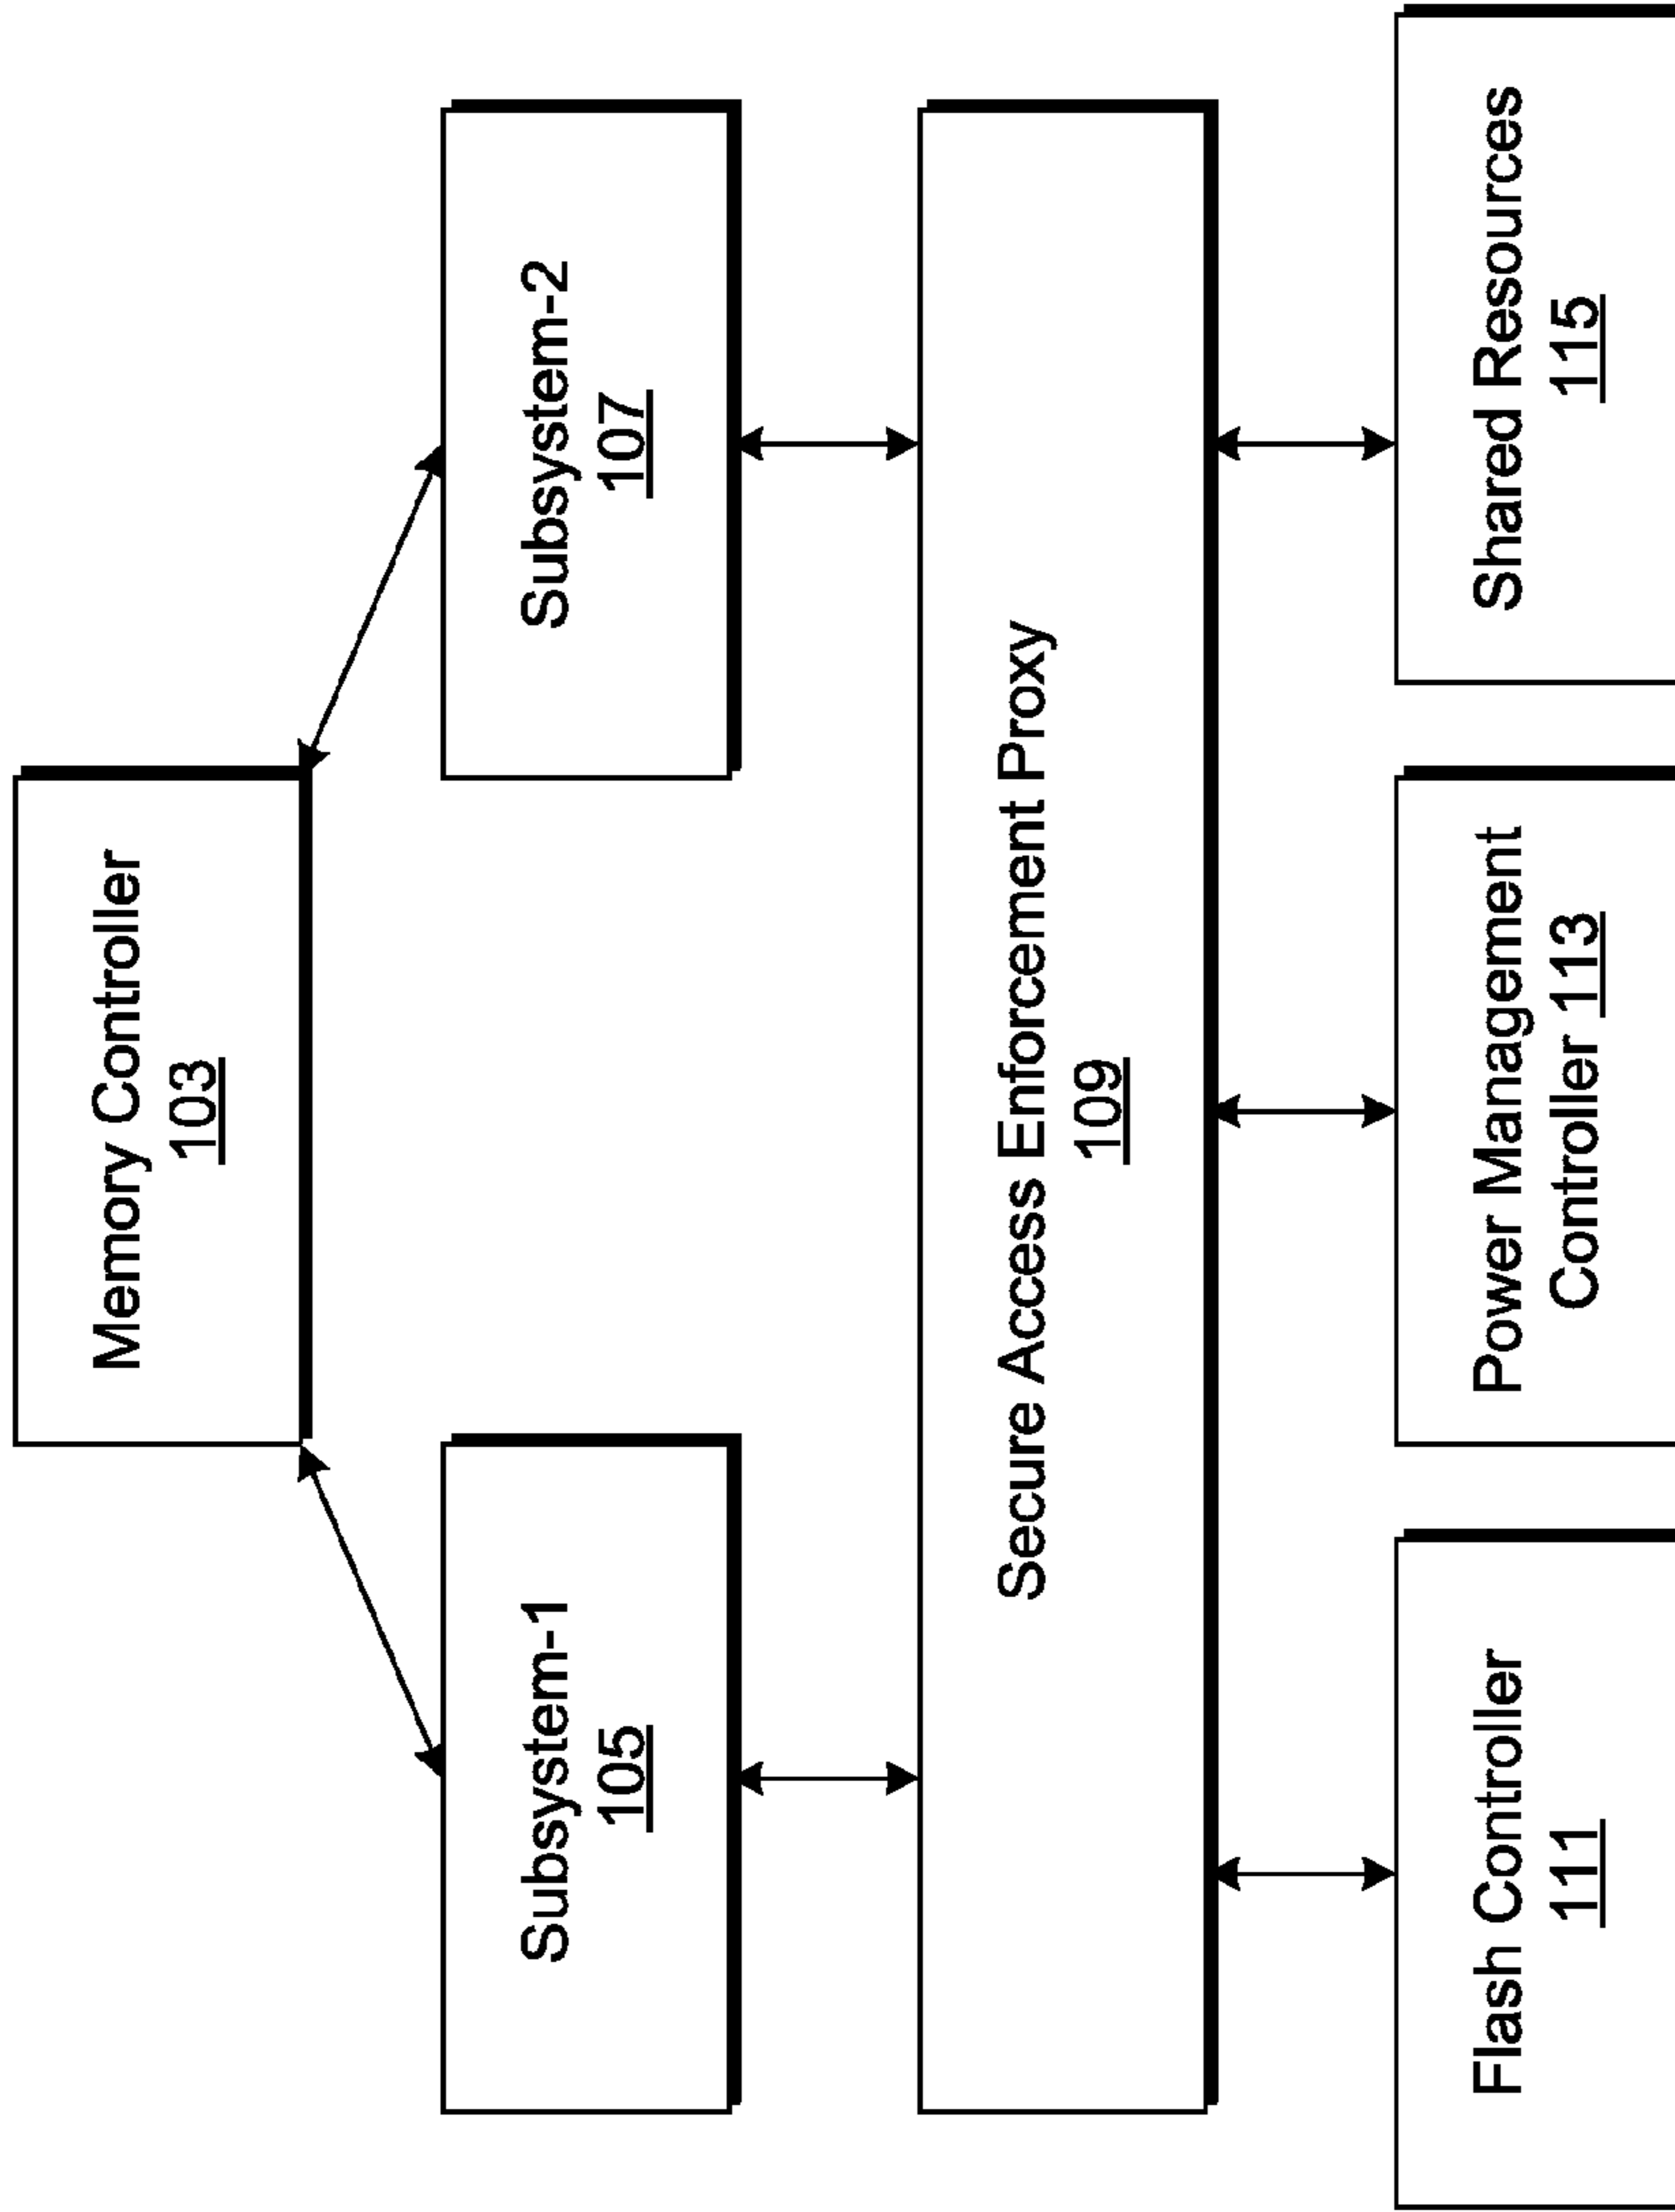 Memory Controller
103
Subsystem-1
105
Subsystem-2
107
Secure Access Enforcement Proxy
109
Flash Controller
111
Power Management
Controller 113
Shared Resources
115